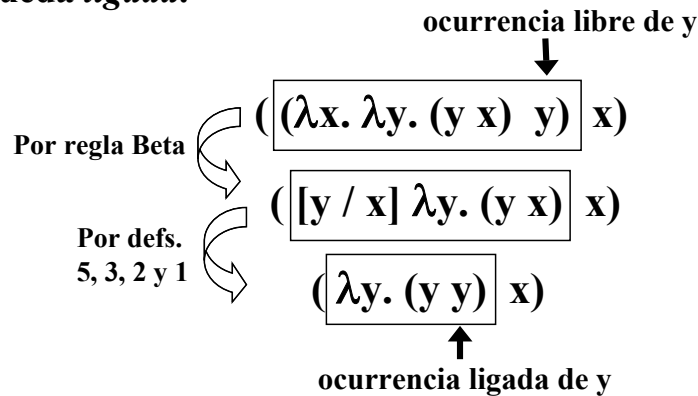 ocurrencia libre de y
( (λx. λy. (y x) y) x)
Por regla Beta
( [y / x] λy. (y x) x)
Por defs.
5, 3, 2 y 1
( λy. (y y) x)
ocurrencia ligada de y